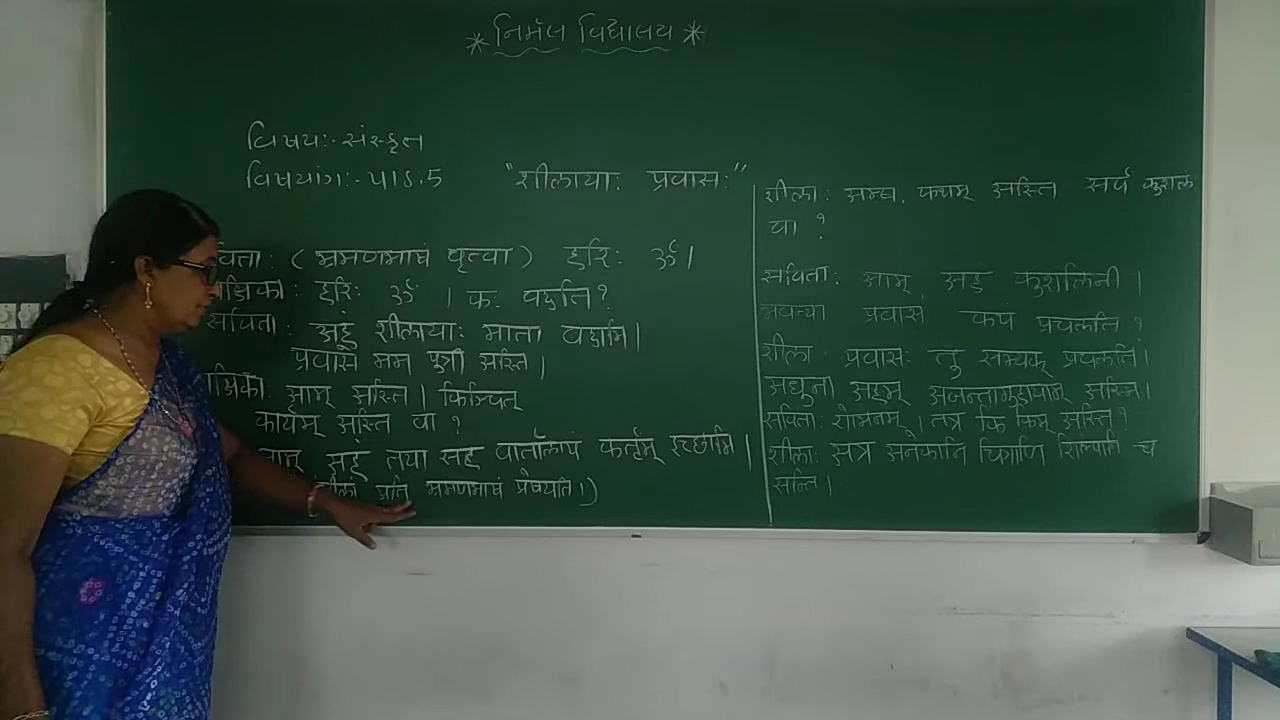 * निर्मल विद्यालय *
विषयः- संस्कृत
विषयांग:- पाठ.5 "शीलायाः प्रवासः"
विता: ( भ्रमणभाषं धृत्वा ) हरिः ॐ ।
क्षिका: हरिः ॐ । कः वदति?
सविता: अहं शीलायाः माता वदामि।
प्रवासे मम पुत्री अस्ति ।
क्षिका: आम् अस्ति । किञ्चित्
कार्यम् अस्ति वा ?
अहं तया सह वार्तालापं कर्तुम् इच्छामि ।
शीलां प्रति भ्रमणभाषं प्रेषयति।)
शीला: अम्ब, कथम् अस्ति सर्वं कुशलं
वा ?
सविता: आम् अहं कुशलिनी ।
भवत्या प्रवासे कथं प्रचलति ?
शीला प्रवासः तु सम्यक् प्रचलति।
अधुना अहम् अजन्तागुहायाम् अस्मि।
सविता: शोभनम् । तत्र किं किम् अस्ति?
शीला: अत्र अनेकानि चित्राणि शिल्पानि च
सन्ति ।